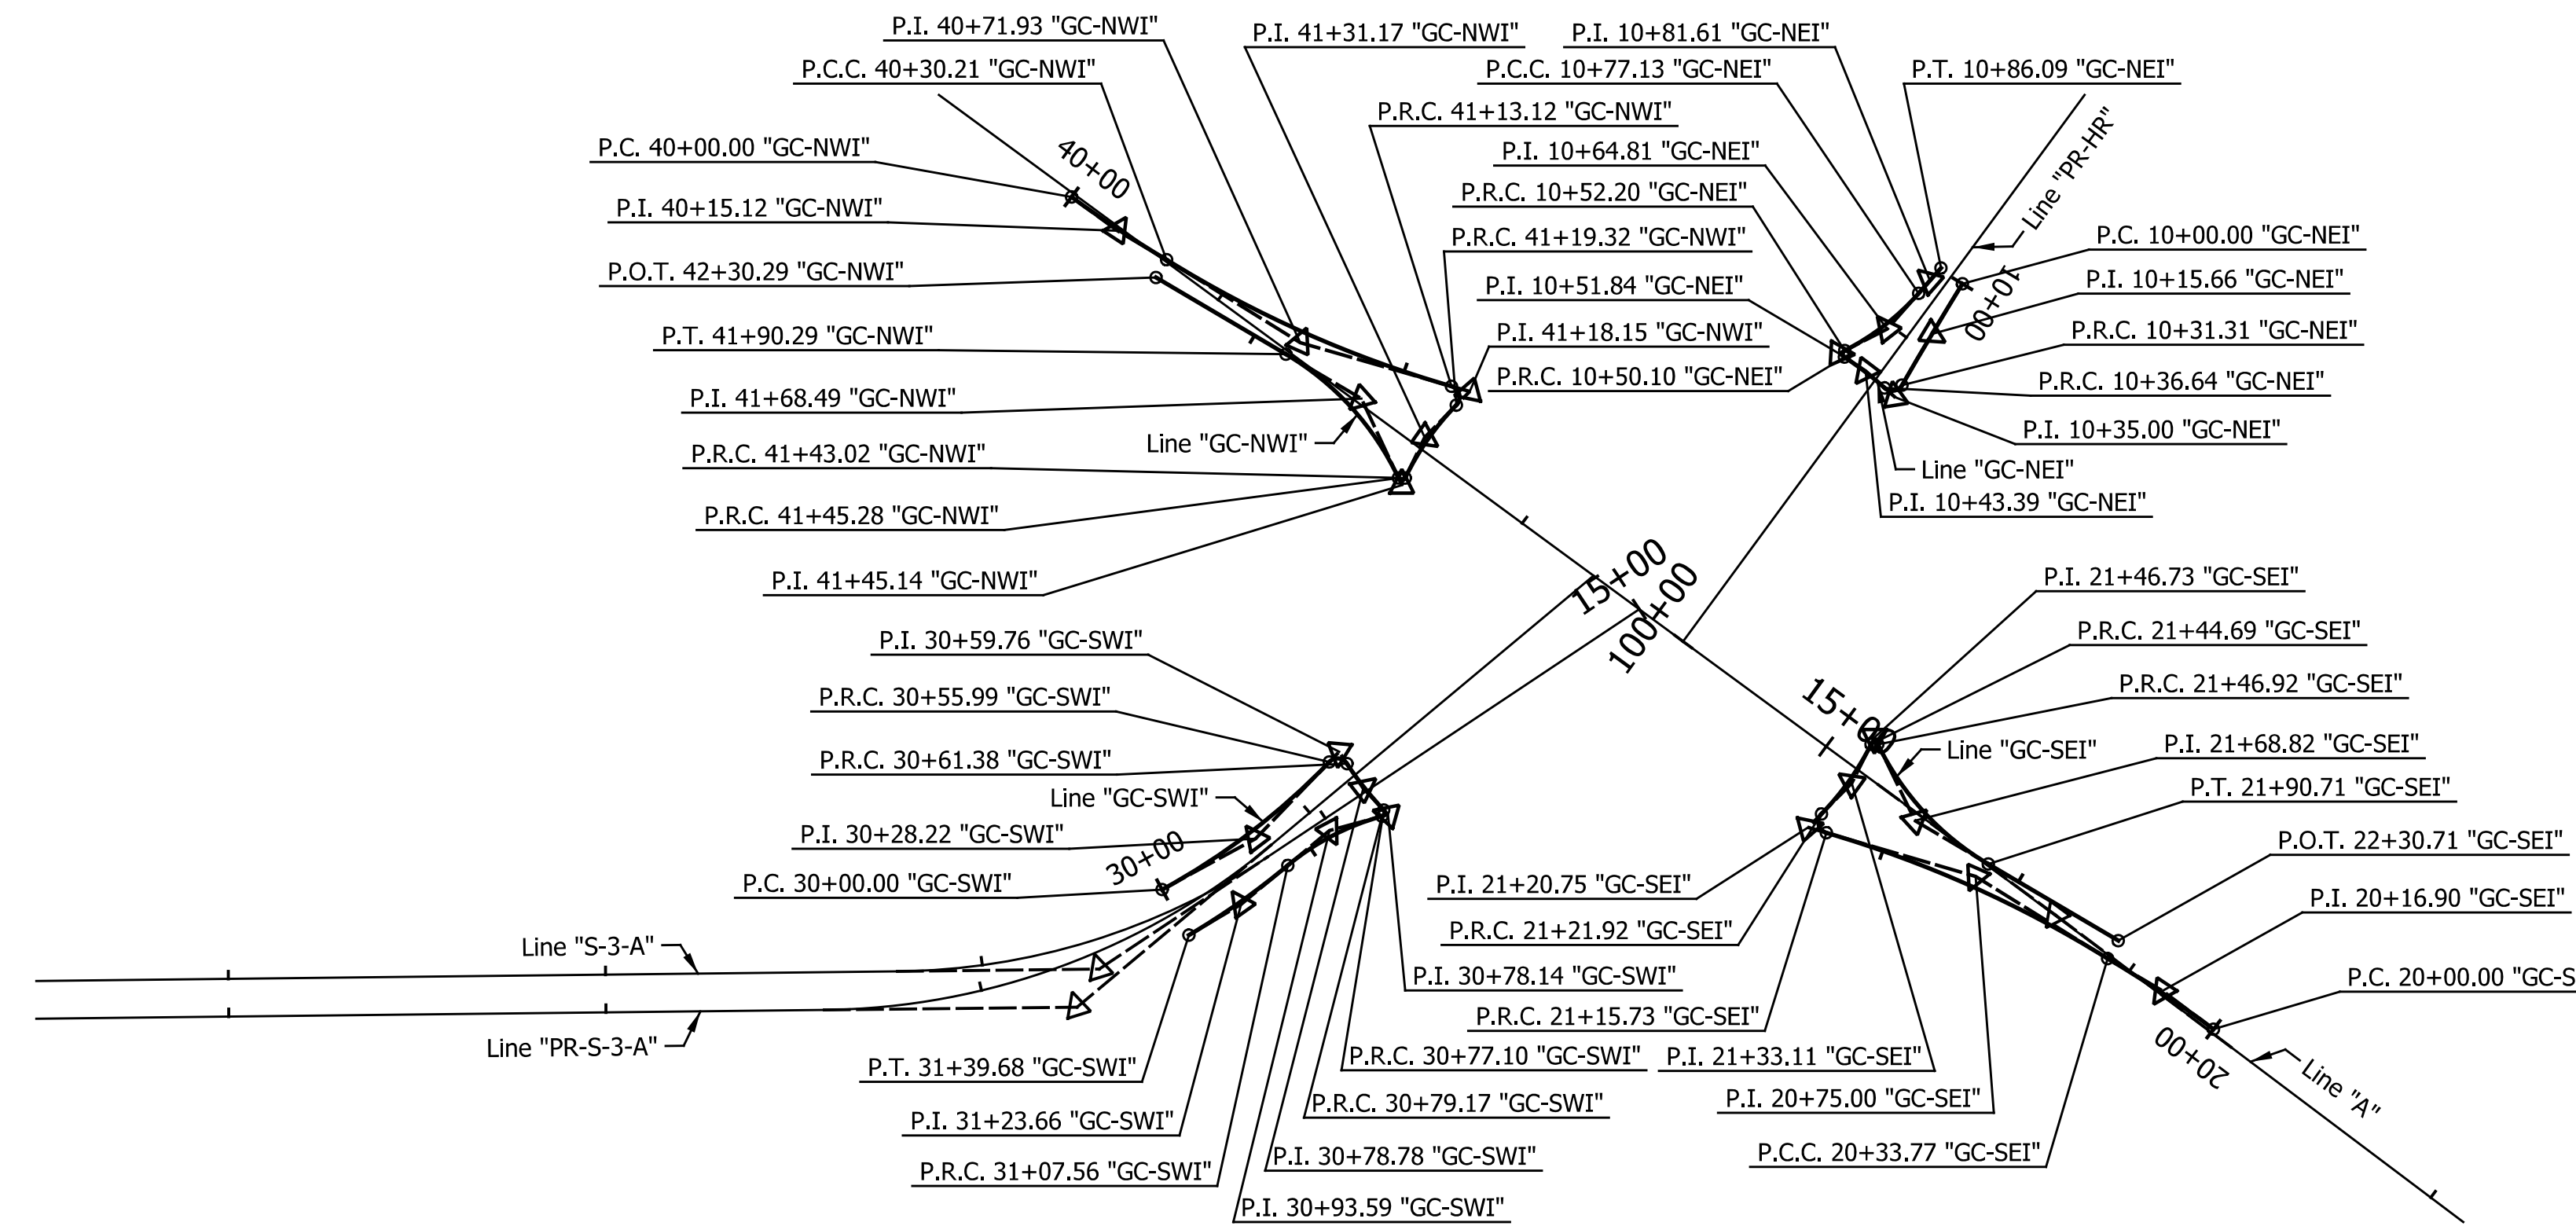 P.I. 40+71.93 "GC-NWI"
P.C.C. 40+30.21 "GC-NWI"
P.C. 40+00.00 "GC-NWI"
40+00
P.I. 40+15.12 "GC-NWI"
P.O.T. 42+30.29 "GC-NWI"
P.T. 41+90.29 "GC-NWI"
P.I. 41+68.49 "GC-NWI"
Line "GC-NWI"
P.R.C. 41+43.02 "GC-NWI"
P.R.C. 41+45.28 "GC-NWI"
P.I. 41+45.14 "GC-NWI"
P.I. 41+31.17 "GC-NWI"
P.R.C. 41+13.12 "GC-NWI"
P.R.C. 41+19.32 "GC-NWI"
P.I. 41+18.15 "GC-NWI"
P.I. 10+81.61 "GC-NEI"
P.C.C. 10+77.13 "GC-NEI"
P.I. 10+64.81 "GC-NEI"
P.R.C. 10+52.20 "GC-NEI"
P.I. 10+51.84 "GC-NEI"
P.R.C. 10+50.10 "GC-NEI"
P.T. 10+86.09 "GC-NEI"
Line "PR-HR"
P.C. 10+00.00 "GC-NEI"
10+00
P.I. 10+15.66 "GC-NEI"
P.R.C. 10+31.31 "GC-NEI"
P.R.C. 10+36.64 "GC-NEI"
P.I. 10+35.00 "GC-NEI"
Line "GC-NEI"
P.I. 10+43.39 "GC-NEI"
15+00
100+00
P.I. 30+59.76 "GC-SWI"
P.R.C. 30+55.99 "GC-SWI"
P.R.C. 30+61.38 "GC-SWI"
Line "GC-SWI"
P.I. 30+28.22 "GC-SWI"
30+00
P.C. 30+00.00 "GC-SWI"
Line "S-3-A"
Line "PR-S-3-A"
P.T. 31+39.68 "GC-SWI"
P.I. 31+23.66 "GC-SWI"
P.R.C. 31+07.56 "GC-SWI"
P.I. 30+78.14 "GC-SWI"
P.R.C. 30+77.10 "GC-SWI"
P.R.C. 30+79.17 "GC-SWI"
P.I. 30+78.78 "GC-SWI"
P.I. 30+93.59 "GC-SWI"
P.I. 21+46.73 "GC-SEI"
P.R.C. 21+44.69 "GC-SEI"
P.R.C. 21+46.92 "GC-SEI"
15+00
Line "GC-SEI"
P.I. 21+68.82 "GC-SEI"
P.T. 21+90.71 "GC-SEI"
P.O.T. 22+30.71 "GC-SEI"
P.I. 20+16.90 "GC-SEI"
P.C. 20+00.00 "GC-S
20+00
Line "A"
P.I. 21+20.75 "GC-SEI"
P.R.C. 21+21.92 "GC-SEI"
P.R.C. 21+15.73 "GC-SEI"
P.I. 21+33.11 "GC-SEI"
P.I. 20+75.00 "GC-SEI"
P.C.C. 20+33.77 "GC-SEI"